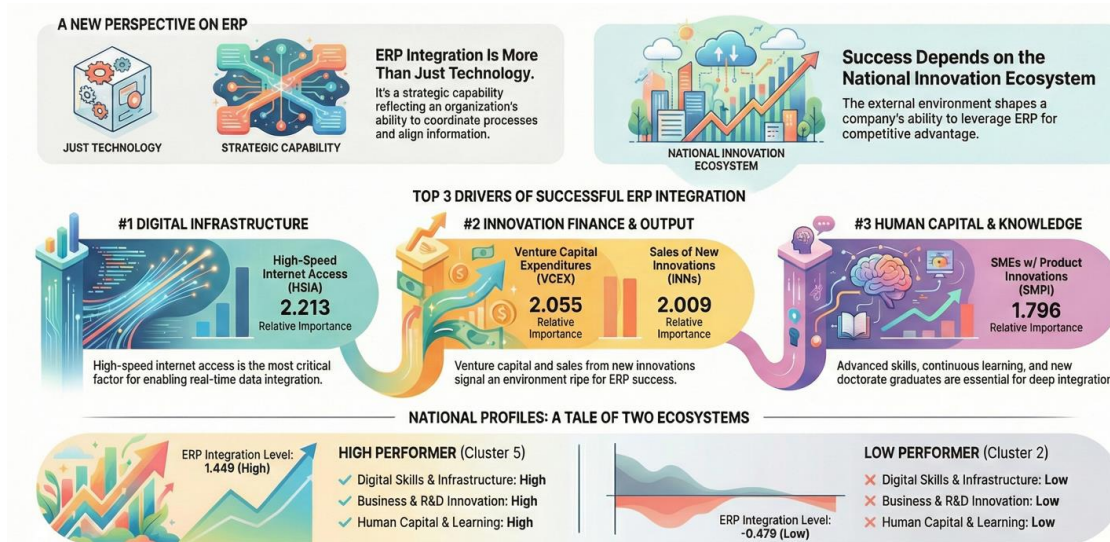 A NEW PERSPECTIVE ON ERP
JUST TECHNOLOGY
STRATEGIC CAPABILITY
ERP Integration Is More
Than Just Technology.
It's a strategic capability
reflecting an organization's
ability to coordinate processes
and align information.
NATIONAL INNOVATION
ECOSYSTEM
Success Depends on the
National Innovation Ecosystem
The external environment shapes a
company's ability to leverage ERP for
competitive advantage.
TOP 3 DRIVERS OF SUCCESSFUL ERP INTEGRATION
#1 DIGITAL INFRASTRUCTURE
High-Speed
Internet Access
(HSIA)
2.213
Relative Importance
High-speed internet access is the most critical
factor for enabling real-time data integration.
#2 INNOVATION FINANCE & OUTPUT
Venture Capital
Expenditures
(VCEX)
2.055
Relative
Importance
Sales of New
Innovations
(INNs)
2.009
Relative
Importance
Venture capital and sales from new innovations
signal an environment ripe for ERP success.
#3 HUMAN CAPITAL & KNOWLEDGE
SMEs w/ Product
Innovations
(SMPI)
1.796
Relative Importance
Advanced skills, continuous learning, and new
doctorate graduates are essential for deep integration
NATIONAL PROFILES: A TALE OF TWO ECOSYSTEMS
ERP Integration Level:
1.449 (High)
HIGH PERFORMER (Cluster 5)
Digital Skills & Infrastructure: High
Business & R&D Innovation: High
Human Capital & Learning: High
ERP Integration Level:
-0.479 (Low)
LOW PERFORMER (Cluster 2)
Digital Skills & Infrastructure: Low
Business & R&D Innovation: Low
Human Capital & Learning: Low